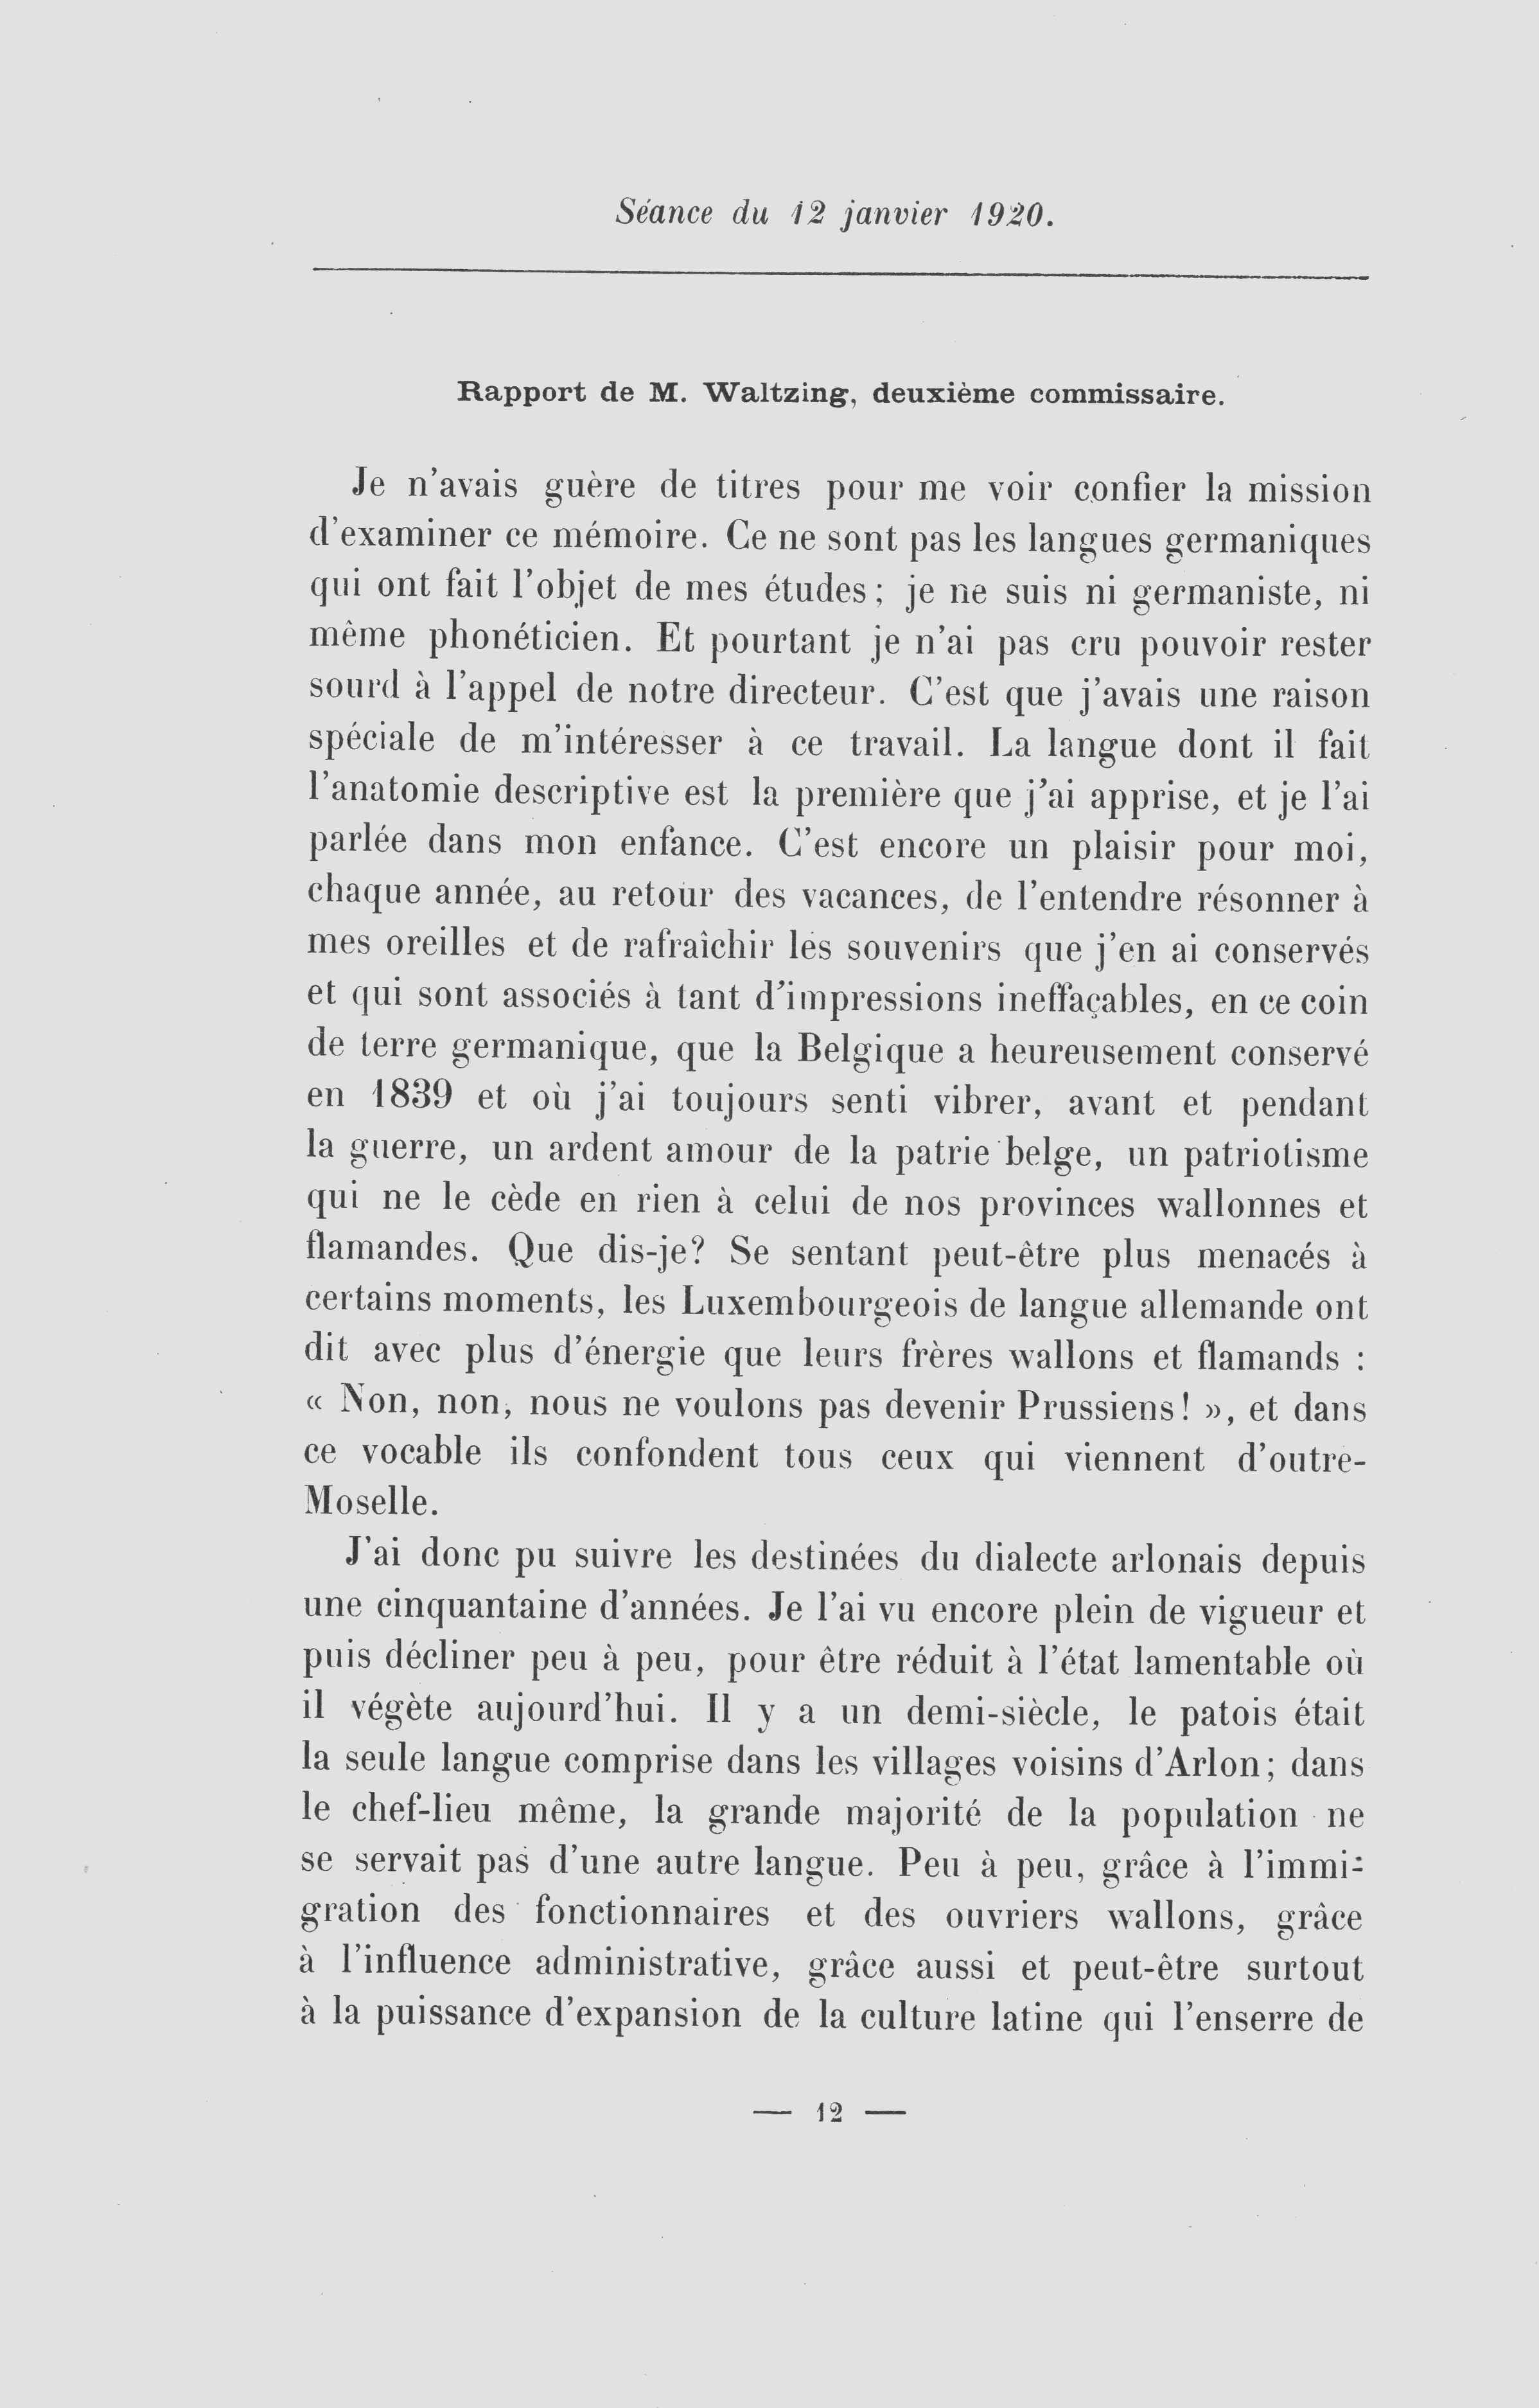 Séance du 12 janvier 1920.
Rapport de M. Waltzing, deuxième commissaire.
Je n'avais guère de titres pour me voir confier la mission
d'examiner ce mémoire. Ce ne sont pas les langues germaniques
qui ont fait l'objet de mes études; je ne suis ni germaniste, ni
même phonéticien. Et pourtant je n'ai pas cru pouvoir rester
sourd à l'appel de notre directeur. C'est que j'avais une raison
spéciale de m'intéresser à ce travail. La langue dont il fait
l'anatomie descriptive est la première que j'ai apprise, et je l'ai
parlée dans mon enfance. C'est encore un plaisir pour moi,
chaque année, au retour des vacances, de l'entendre résonner à
mes oreilles et de rafraîchir les souvenirs que j'en ai conservés
et qui sont associés à tant d'impressions ineffaçables, en ce coin
de terre germanique, que la Belgique a heureusement conservé
en 1839 et où j'ai toujours senti vibrer, avant et pendant
la guerre, un ardent amour de la patrie belge, un patriotisme
qui ne le cède en rien à celui de nos provinces wallonnes et
flamandes. Que dis-je? Se sentant peut-être plus menacés à
certains moments, les Luxembourgeois de langue allemande ont
dit avec plus d'énergie que leurs frères wallons et flamands :
« Non, non, nous ne voulons pas devenir Prussiens! », et dans
ce vocable ils confondent tous ceux qui viennent d'outre-
Moselle.
J'ai donc pu suivre les destinées du dialecte arlonais depuis
une cinquantaine d'années. Je l'ai vu encore plein de vigueur et
puis décliner peu à peu, pour être réduit à l'état lamentable où
il végète aujourd'hui. Il y a un demi-siècle, le patois était
la seule langue comprise dans les villages voisins d'Arlon; dans
le chef-lieu même, la grande majorité de la population ne
se servait pas d'une autre langue. Peu à peu, grâce à l'immi-
gration des fonctionnaires et des ouvriers wallons, grâce
à l'influence administrative, grâce aussi et peut-être surtout
à la puissance d'expansion de la culture latine qui l'enserre de
— 12 —